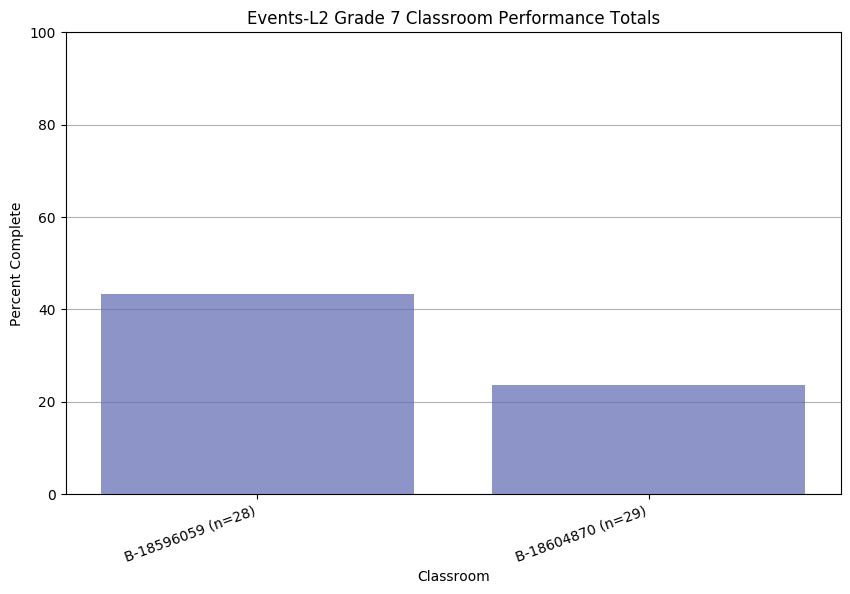 Events-L2 Grade 7 Classroom Performance Totals
100
80
60
40
20
0
Percent Complete
B-18596059 (n=28)
B-18604870 (n=29)
Classroom